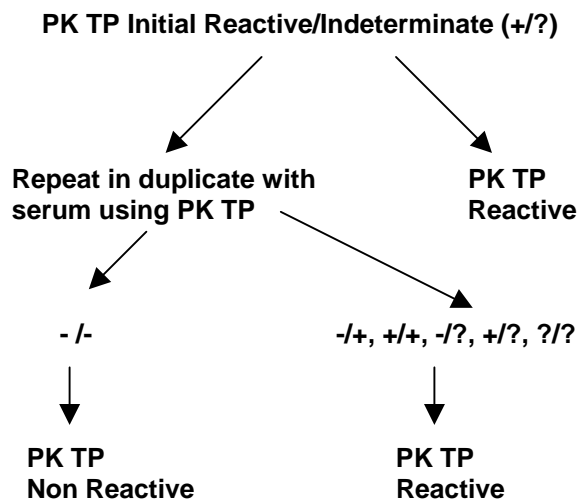 PK TP Initial Reactive/Indeterminate (+/?)
Repeat in duplicate with
serum using PK TP
PK TP
Reactive
- /-
-/+, +/+, -/?, +/?, ?/?
PK TP
Non Reactive
PK TP
Reactive